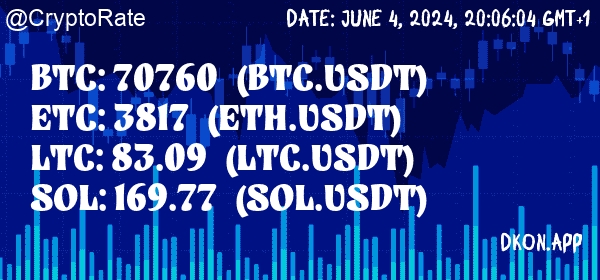 @CryptoRate
DATE: JUNE 4, 2024, 20:06:04 GMT+1
BTC: 70760 (BTC.USDT)
ETC: 3817 (ETH.USDT)
LTC: 83.09 (LTC.USDT)
SOL: 169.77 (SOL.USDT)
DKON.APP